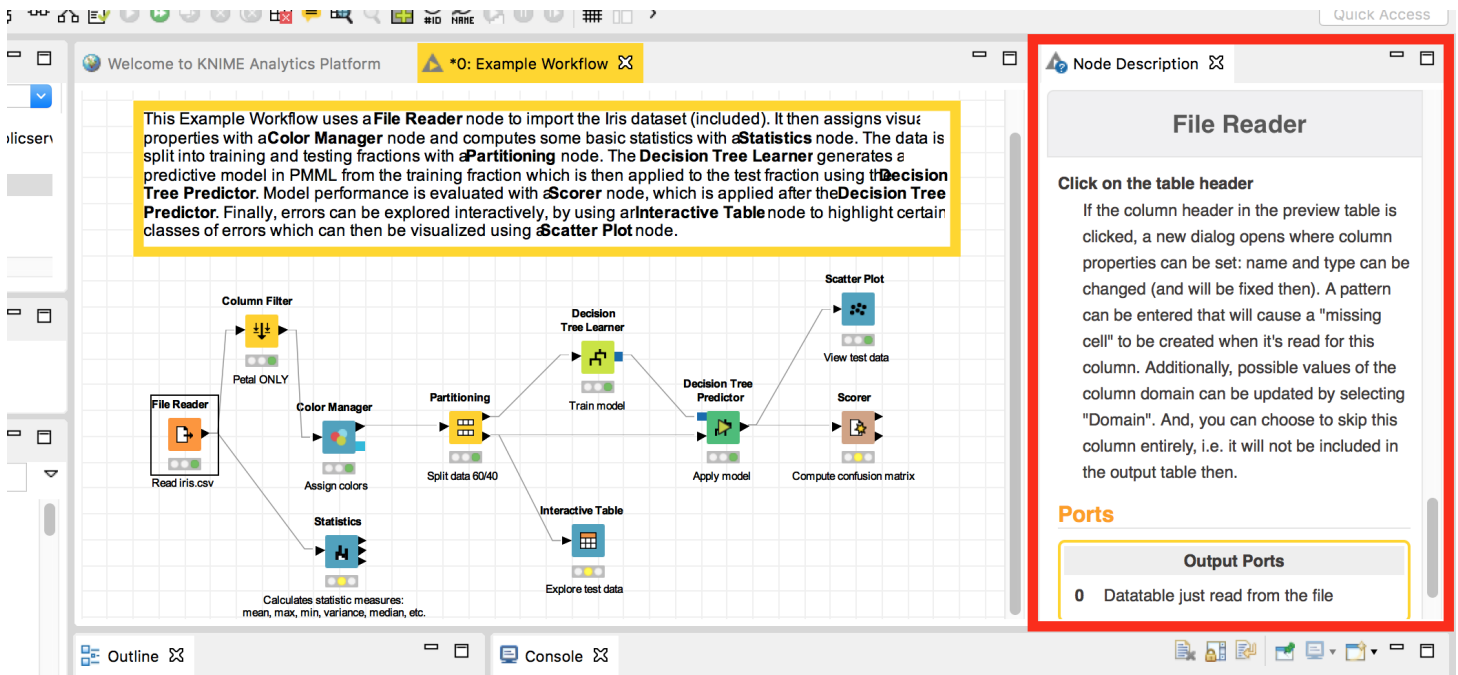 #ID NAME
Quick Access
Welcome to KNIME Analytics Platform
*0: Example Workflow
Node Description
olicserv
This Example Workflow uses a File Reader node to import the Iris dataset (included). It then assigns
properties with a Color Manager node and computes some basic statistics with a Statistics node. The data is
split into training and testing fractions with a Partitioning node. The Decision Tree Learner generates a
predictive model in PMML from the training fraction which is then applied to the test fraction using the Decision
Tree Predictor. Model performance is evaluated with a Scorer node, which is applied after the Decision Tree
Predictor. Finally, errors can be explored interactively, by using an Interactive Table node to highlight certain
classes of errors which can then be visualized using a Scatter Plot node.
Column Filter
Petal ONLY
File Reader
Read iris.csv
Color Manager
Assign colors
Statistics
Calculates statistic measures:
mean, max, min, variance, median, etc.
Partitioning
Split data 60/40
Decision
Tree Learner
Train model
Interactive Table
Explore test data
Decision Tree
Predictor
Apply model
Scatter Plot
View test data
Scorer
Compute confusion matrix
File Reader
Click on the table header
If the column header in the preview table is
clicked, a new dialog opens where column
properties can be set: name and type can be
changed (and will be fixed then). A pattern
can be entered that will cause a "missing
cell" to be created when it's read for this
column. Additionally, possible values of the
column domain can be updated by selecting
"Domain". And, you can choose to skip this
column entirely, i.e. it will not be included in
the output table then.
Ports
Output Ports
0 Datatable just read from the file
Outline
Console